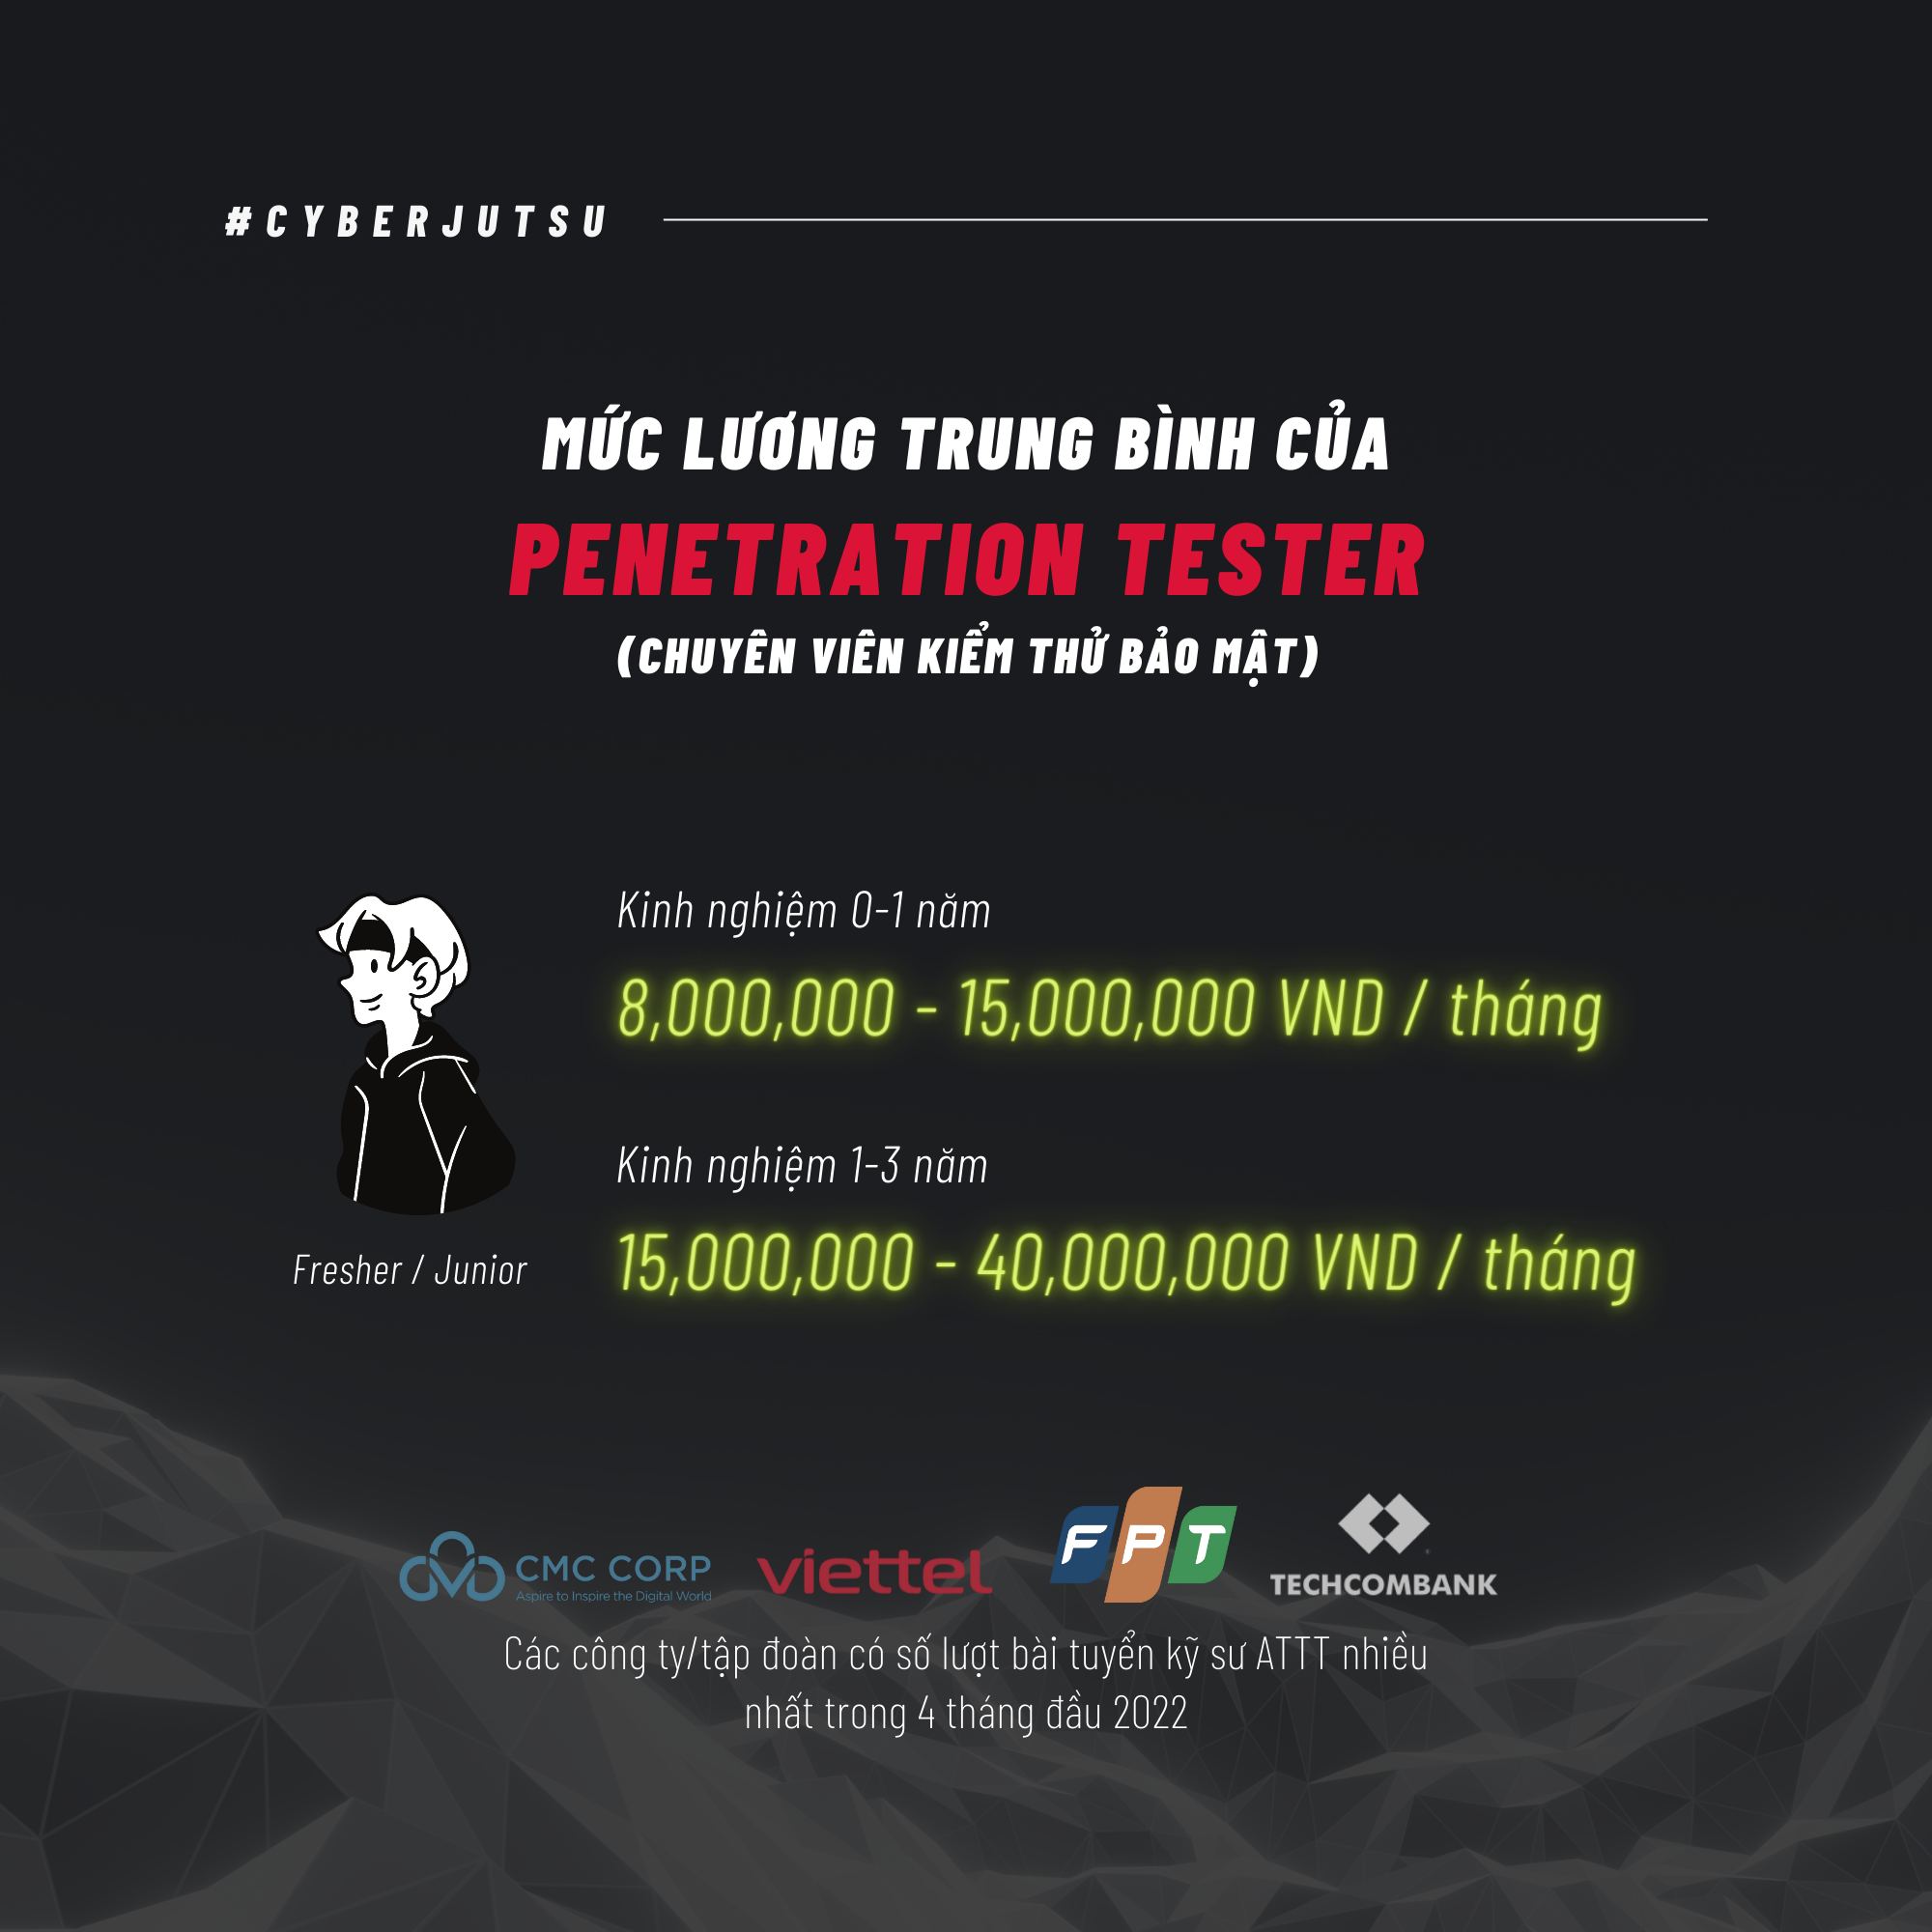 #CYBERJUTSU
MỨC LƯƠNG TRUNG BÌNH CỦA
PENETRATION TESTER
(CHUYÊN VIÊN KIỂM THỬ BẢO MẬT)
Kinh nghiệm 0-1 năm
8,000,000 - 15,000,000 VND / tháng
Kinh nghiệm 1-3 năm
15,000,000 - 40,000,000 VND / tháng
Fresher / Junior
CMC CORP
Aspire to Inspire the Digital World
viettel
FPT
TECHCOMBANK
Các công ty/tập đoàn có số lượt bài tuyển kỹ sư ATTT nhiều
nhất trong 4 tháng đầu 2022